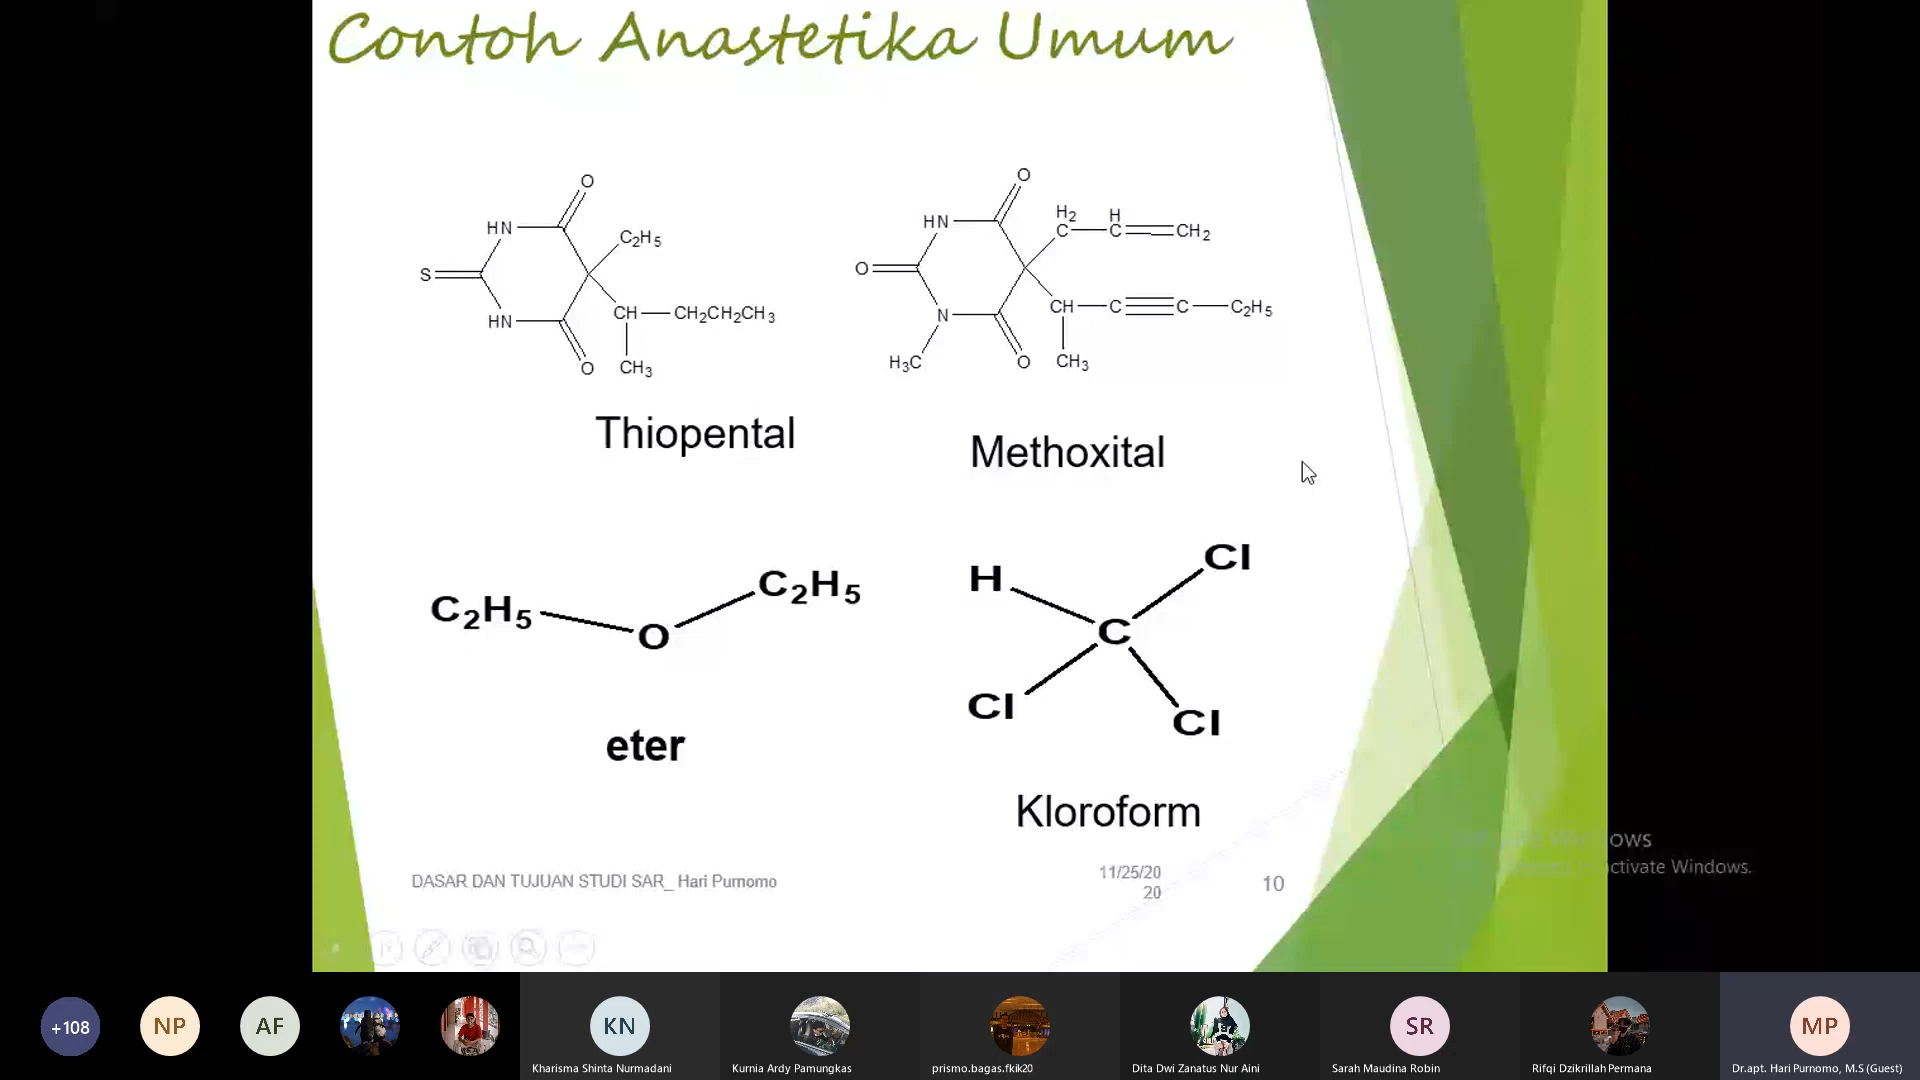 Contoh Anastetika Umum
O
HN
C2H5
S
CH
CH2CH2CH3
HN
O
CH3
O
HN
H2
C
H
C
CH2
O
CH
C
C
C2H5
N
H3C
O
CH3
Thiopental
Methoxital
C2H5
O
C2H5
H
Cl
C
Cl
Cl
eter
Kloroform
DASAR DAN TUJUAN STUDI SAR_ Hari Purnomo
11/25/20
20
10
activate Windows.
+108
NP
AF
KN
SR
MP
Kharisma Shinta Nurmadani
Kurnia Ardy Pamungkas
prismo.bagas.fkik20
Dita Dwi Zanatus Nur Aini
Sarah Maudina Robin
Rifqi Dzikrillah Permana
Dr.apt. Hari Purnomo, M.S (Guest)